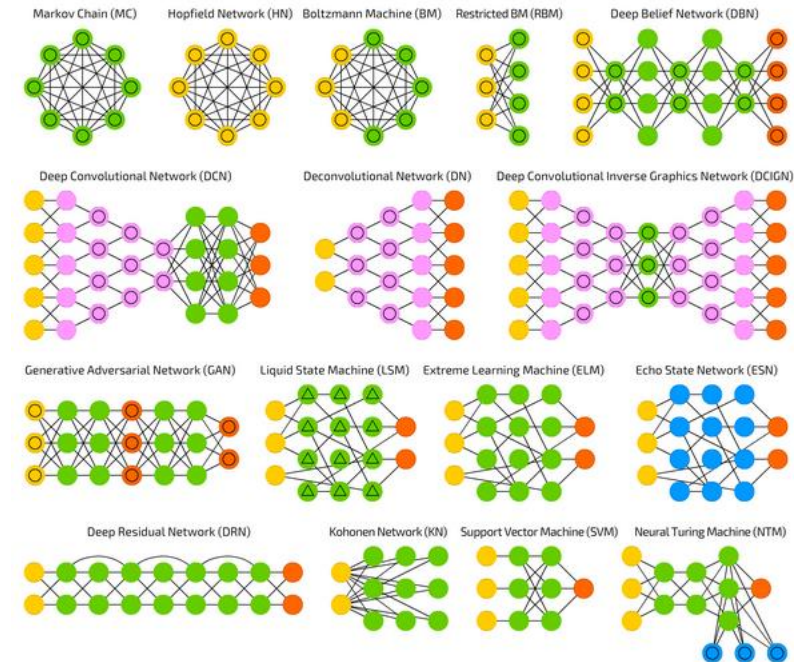 Markov Chain (MC)
Hopfield Network (HN)
Boltzmann Machine (BM)
Restricted BM (RBM)
Deep Belief Network (DBN)
Deep Convolutional Network (DCN)
Deconvolutional Network (DN)
Deep Convolutional Inverse Graphics Network (DCIGN)
Generative Adversarial Network (GAN)
Liquid State Machine (LSM)
Extreme Learning Machine (ELM)
Echo State Network (ESN)
Deep Residual Network (DRN)
Kohonen Network (KN)
Support Vector Machine (SVM)
Neural Turing Machine (NTM)